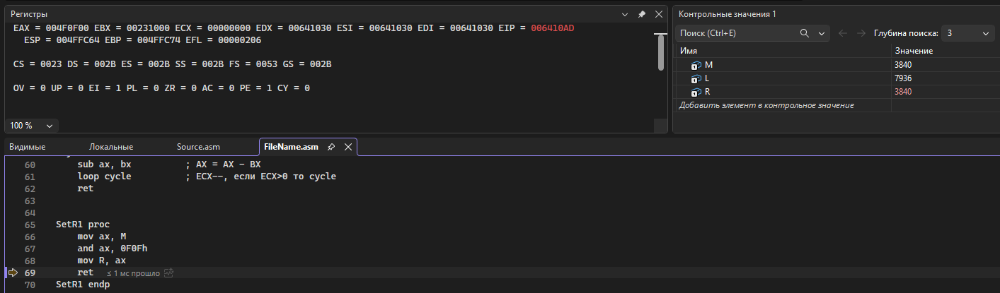 Регистры
EAX = 004F0F00 EBX = 00231000 ECX = 00000000 EDX = 00641030 ESI = 00641030 EDI = 00641030 EIP = 006410AD
ESP = 004FFC64 EBP = 004FFC74 EFL = 00000206
CS = 0023 DS = 002B ES = 002B SS = 002B FS = 0053 GS = 002B
OV = 0 UP = 0 EI = 1 PL = 0 ZR = 0 AC = 0 PE = 1 CY = 0
100 %
Контрольные значения 1
Поиск (Ctrl+E) Глубина поиска: 3
Имя Значение
M 3840
L 7936
R 3840
Добавить элемент в контрольное значение
Видимые Локальные Source.asm FileName.asm
60 sub ax, bx ; AX = AX - BX
61 loop cycle ; ECX--, если ECX>0 то cycle
62 ret
63
64
65 SetR1 proc
66 mov ax, M
67 and ax, 0F0Fh
68 mov R, ax
69 ret ≤ 1 мс прошло
70 SetR1 endp